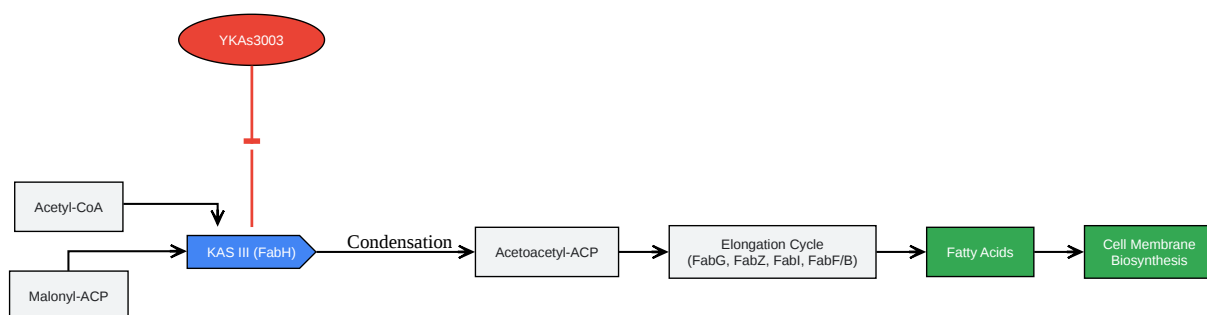 YKAs3003
Acetyl-CoA
KAS III (FabH)
Condensation
Acetoacetyl-ACP
Elongation Cycle
(FabG, FabZ, FabI, FabF/B)
Fatty Acids
Cell Membrane
Biosynthesis
Malonyl-ACP